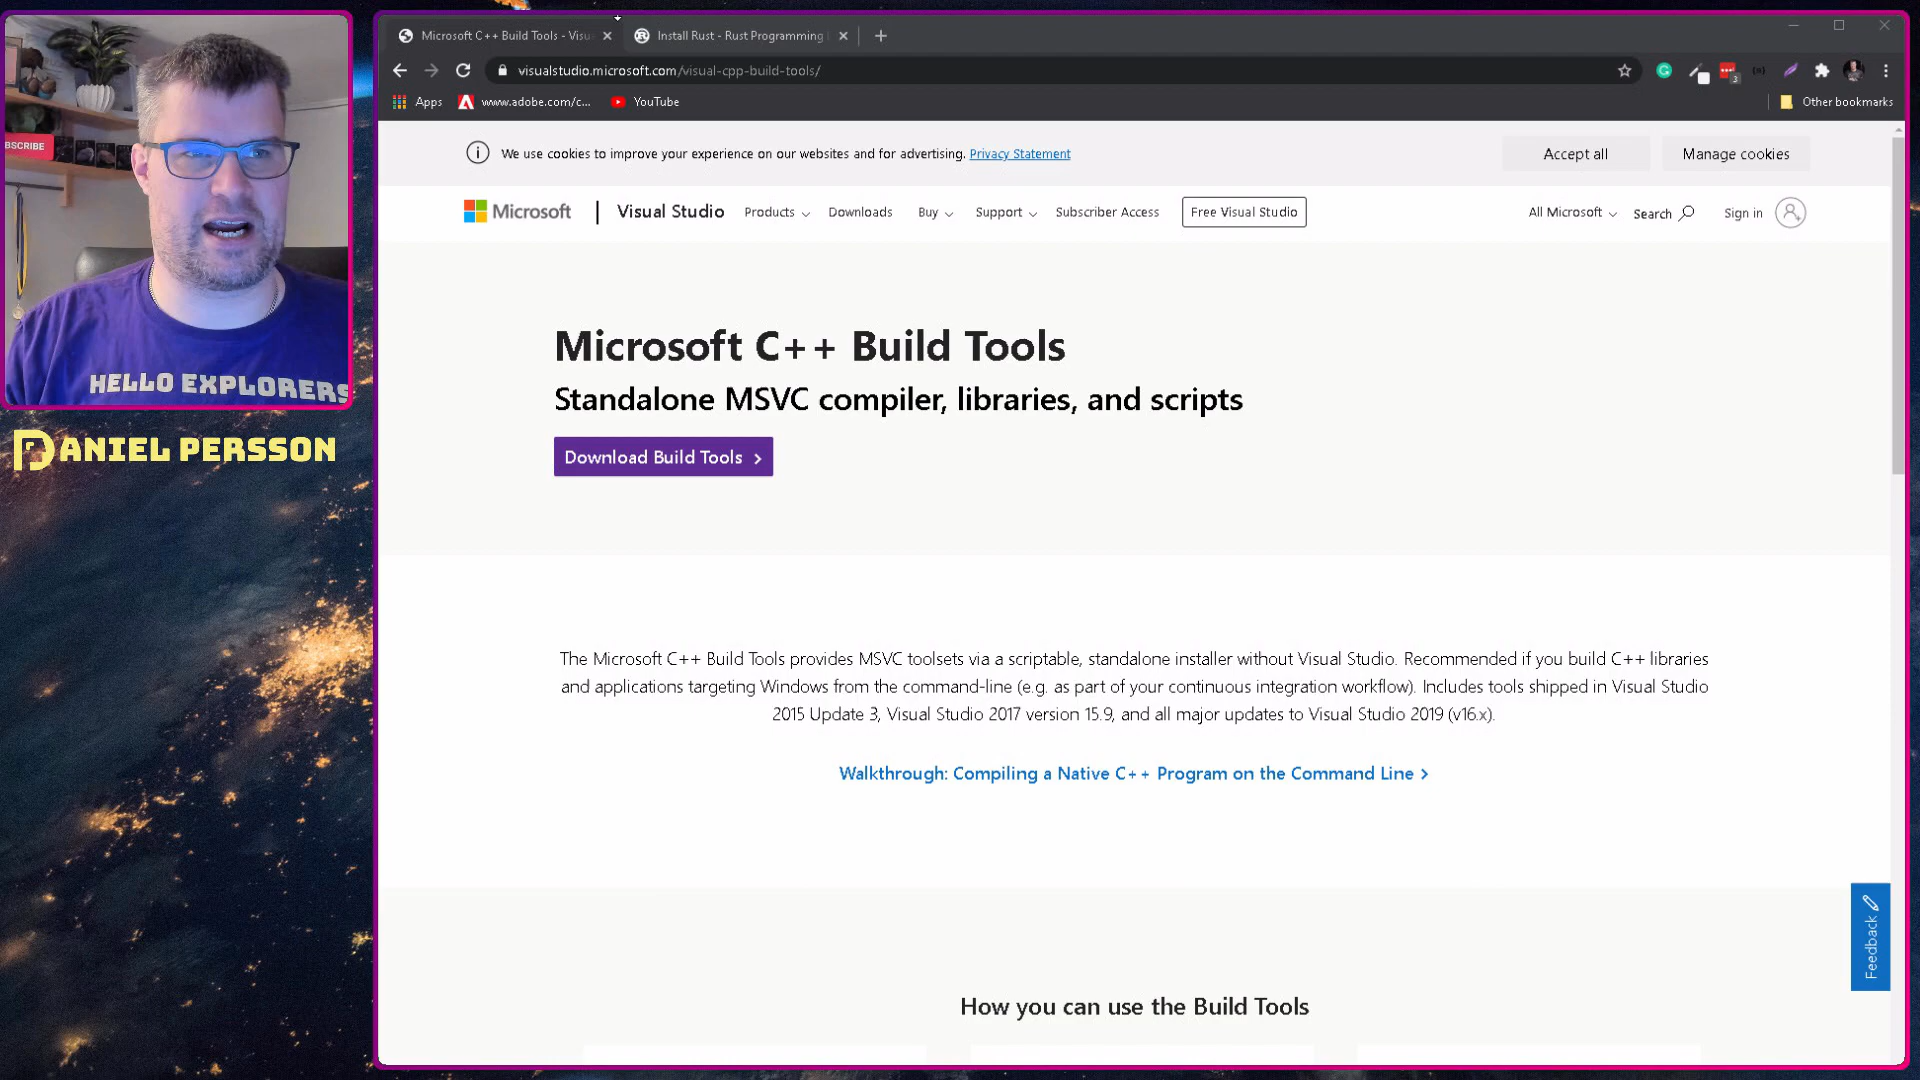 Microsoft C++ Build Tools - Visu
Install Rust - Rust Programming
visualstudio.microsoft.com/visual-cpp-build-tools/
3
Apps
www.adobe.com/c...
YouTube
Other bookmarks
We use cookies to improve your experience on our websites and for advertising. Privacy Statement
Accept all
Manage cookies
Microsoft
Visual Studio
Products
Downloads
Buy
Support
Subscriber Access
Free Visual Studio
All Microsoft
Search
Sign in
Microsoft C++ Build Tools
Standalone MSVC compiler, libraries, and scripts
Download Build Tools
The Microsoft C++ Build Tools provides MSVC toolsets via a scriptable, standalone installer without Visual Studio. Recommended if you build C++ libraries
and applications targeting Windows from the command-line (e.g. as part of your continuous integration workflow). Includes tools shipped in Visual Studio
2015 Update 3, Visual Studio 2017 version 15.9, and all major updates to Visual Studio 2019 (v16.x).
Walkthrough: Compiling a Native C++ Program on the Command Line
Feedback
How you can use the Build Tools
SCRIBE
HELLO EXPLORERS
DANIEL PERSSON